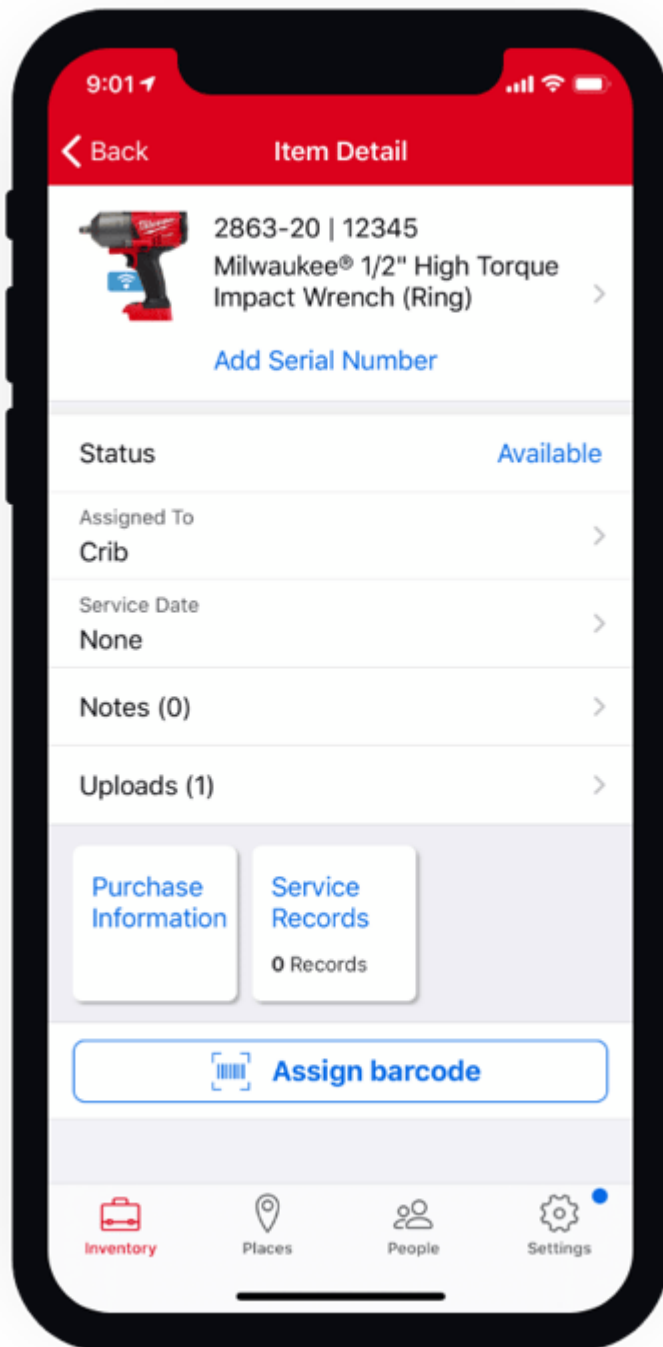 9:01
Back
Item Detail
2863-20 | 12345
Milwaukee® 1/2" High Torque
Impact Wrench (Ring)
Add Serial Number
Status
Available
Assigned To
Crib
Service Date
None
Notes (0)
Uploads (1)
Purchase
Information
Service
Records
0 Records
Assign barcode
Inventory
Places
People
Settings